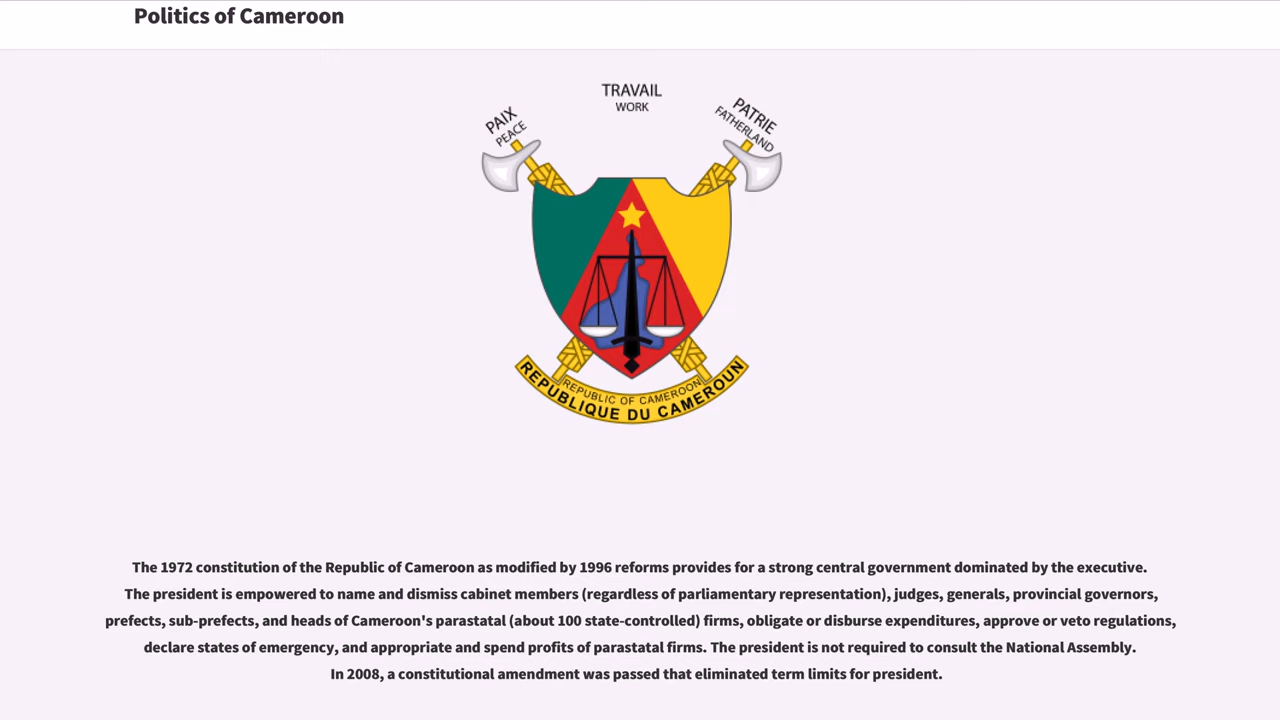 Politics of Cameroon
TRAVAIL
WORK
PAIX
PEACE
PATRIE
FATHERLAND
REPUBLIC OF CAMEROON
REPUBLIQUE DU CAMEROUN
The 1972 constitution of the Republic of Cameroon as modified by 1996 reforms provides for a strong central government dominated by the executive.
The president is empowered to name and dismiss cabinet members (regardless of parliamentary representation), judges, generals, provincial governors,
prefects, sub-prefects, and heads of Cameroon's parastatal (about 100 state-controlled) firms, obligate or disburse expenditures, approve or veto regulations,
declare states of emergency, and appropriate and spend profits of parastatal firms. The president is not required to consult the National Assembly.
In 2008, a constitutional amendment was passed that eliminated term limits for president.